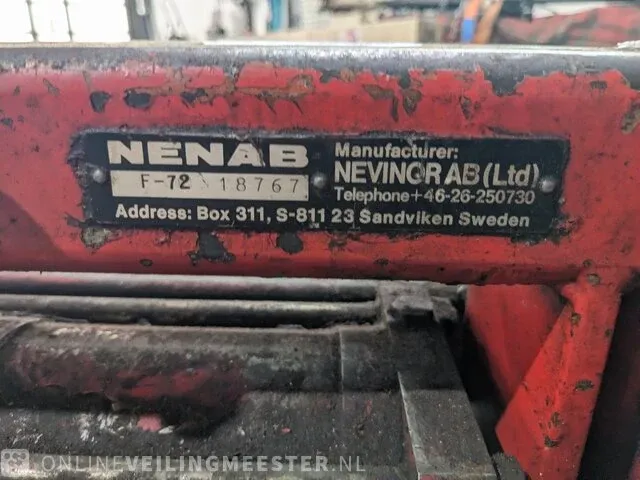 NENAB
F-72 18767
Manufacturer:
NEVINOR AB (Ltd)
Telephone +46-26-250730
Address: Box 311, S-811 23 Sandviken Sweden
ONLINEVEILINGMEESTER.NL